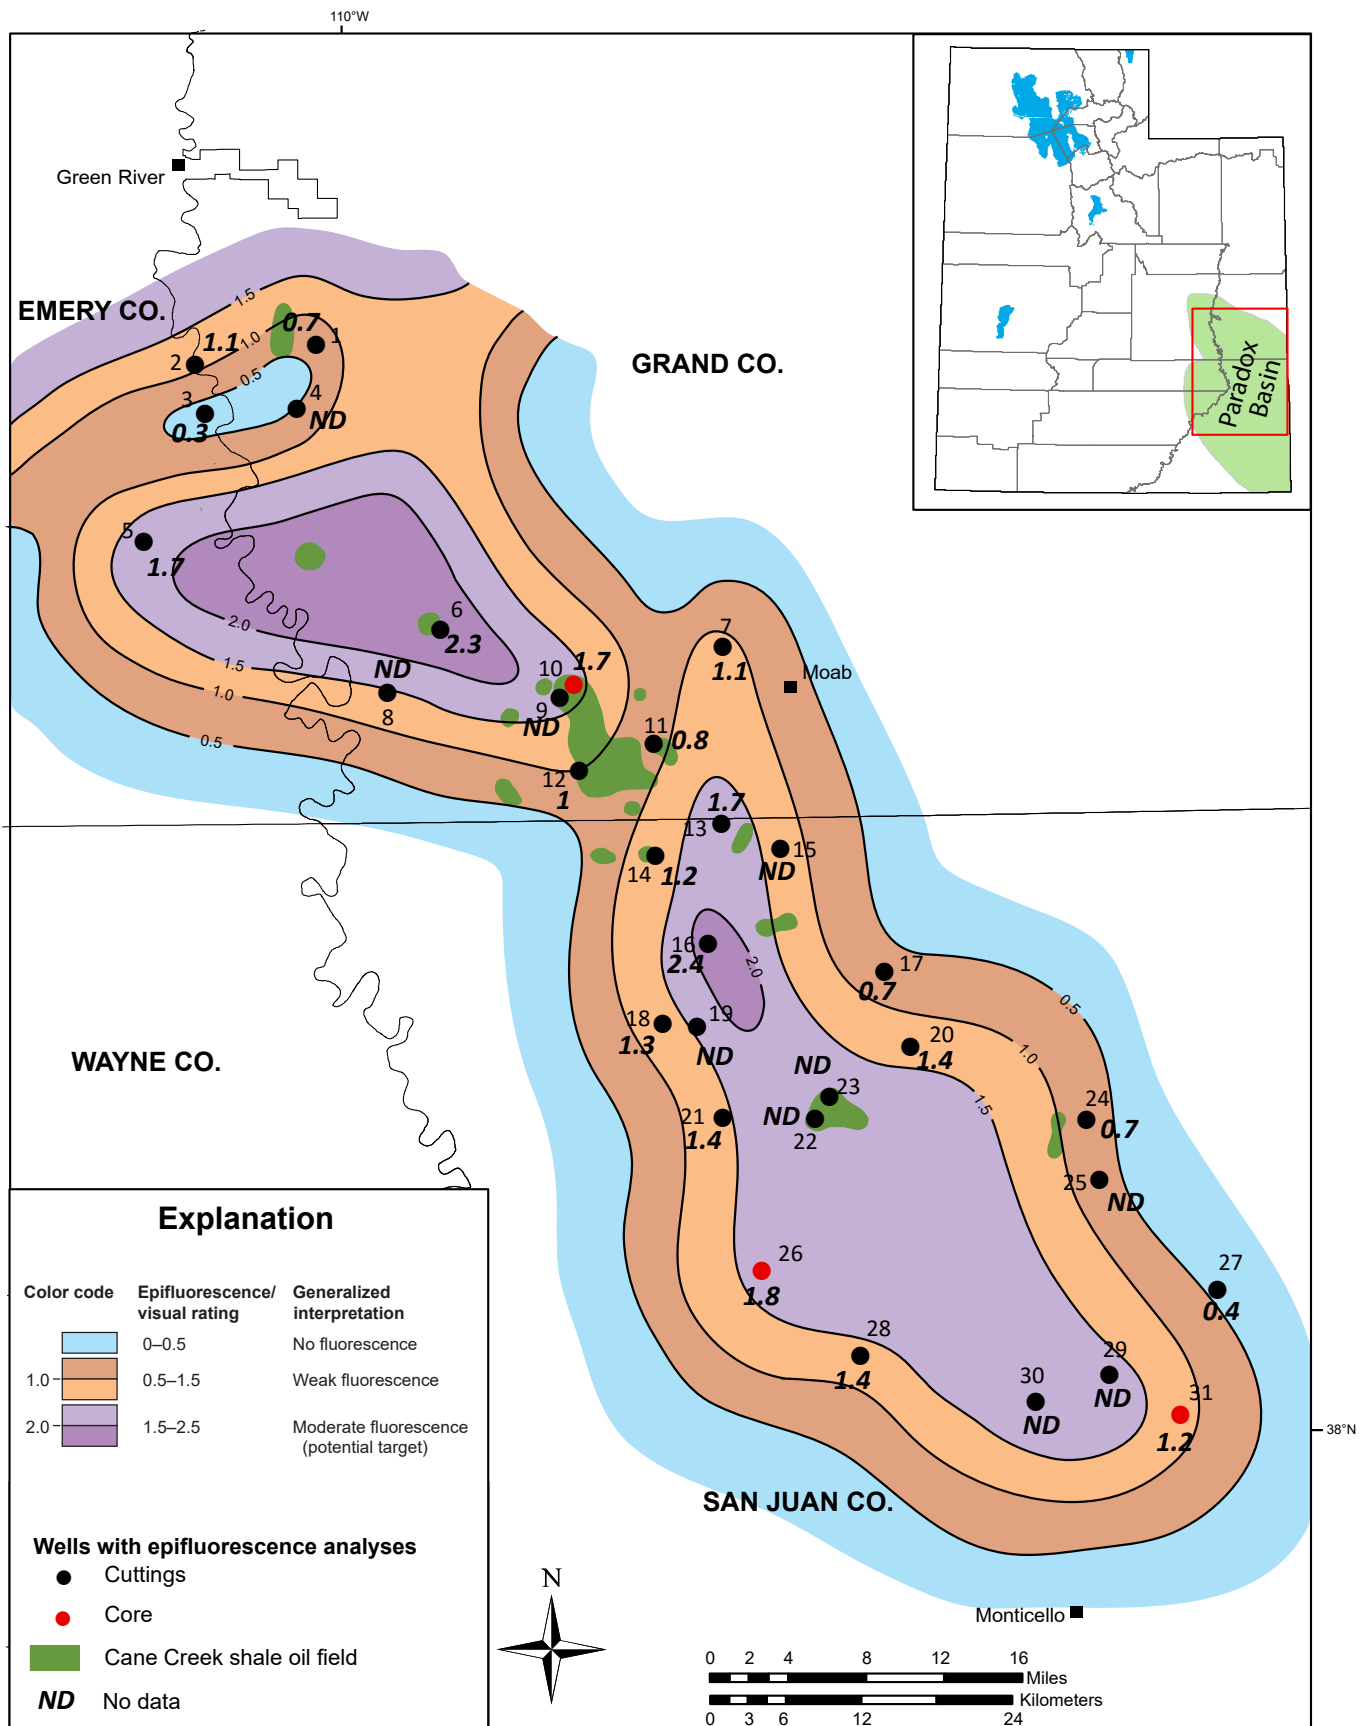 110°W
Green River
EMERY CO.
GRAND CO.
Paradox
Basin
1.5
1.0
0.5
0.7
1
1.1
2
3
0.3
4
ND
5
1.7
2.0
1.5
1.0
0.5
6
2.3
ND
8
10
1.7
9
ND
7
1.1
Moab
11
0.8
12
1
1.7
13
14
1.2
15
ND
16
2.4
2.0
17
0.7
0.5
18
1.3
19
ND
20
1.4
1.0
1.5
ND
23
ND
22
21
1.4
24
0.7
25
ND
WAYNE CO.
26
1.8
27
0.4
28
1.4
29
ND
30
ND
31
1.2
38°N
SAN JUAN CO.
Monticello
Explanation
Color code
Epifluorescence/
visual rating
Generalized
interpretation
0–0.5
No fluorescence
1.0
0.5–1.5
Weak fluorescence
2.0
1.5–2.5
Moderate fluorescence
(potential target)
Wells with epifluorescence analyses
Cuttings
Core
Cane Creek shale oil field
ND No data
N
0 2 4 8 12 16
Miles
Kilometers
0 3 6 12 24